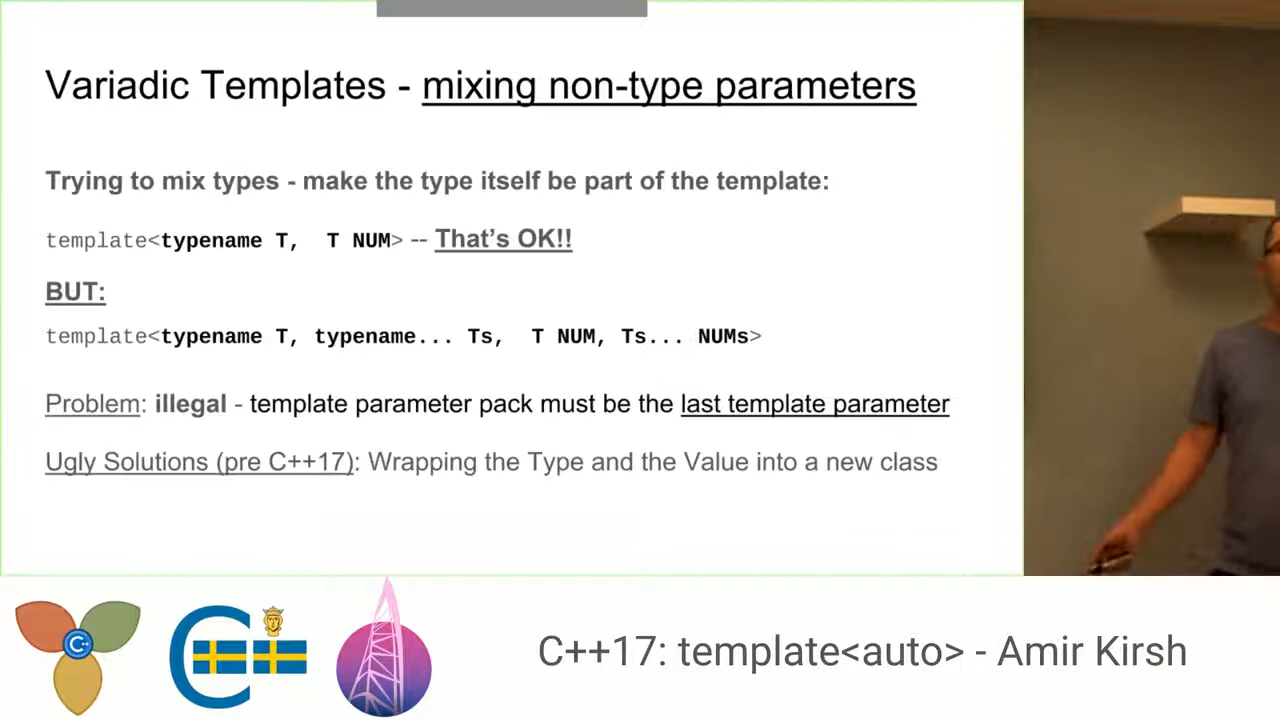 Variadic Templates - mixing non-type parameters
Trying to mix types - make the type itself be part of the template:
template<typename T,  T NUM> -- That's OK!!
BUT:
template<typename T, typename... Ts,  T NUM, Ts... NUMs>
Problem: illegal - template parameter pack must be the last template parameter
Ugly Solutions (pre C++17): Wrapping the Type and the Value into a new class
C++
C++
C++17: template<auto> - Amir Kirsh